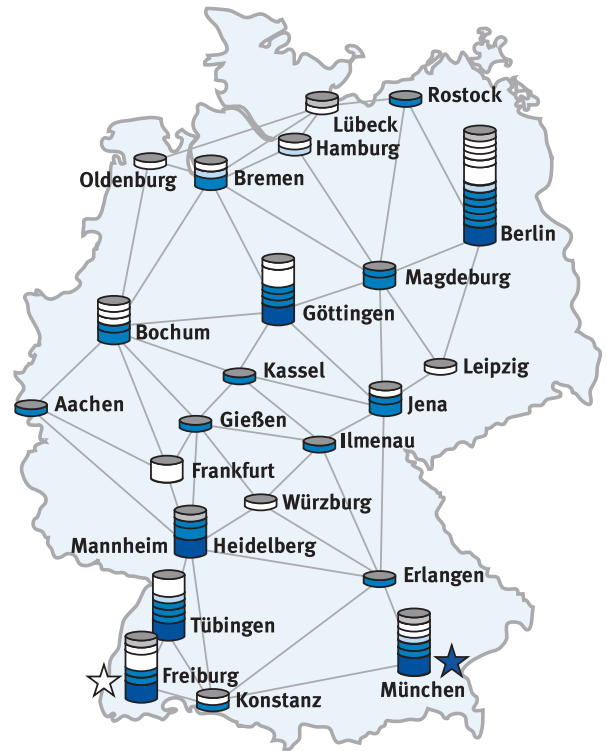 Rostock
Lübeck
Hamburg
Oldenburg
Bremen
Berlin
Magdeburg
Göttingen
Bochum
Leipzig
Kassel
Aachen
Jena
Gießen
Ilmenau
Frankfurt
Würzburg
Mannheim Heidelberg
Erlangen
Tübingen
Freiburg
München
Konstanz